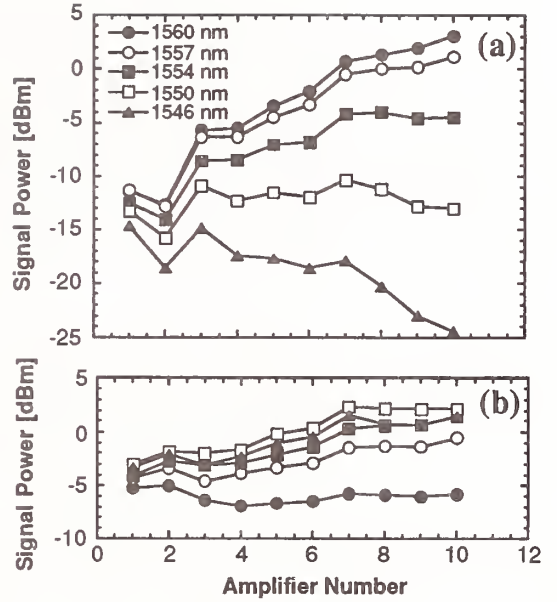 5
0
-5
-10
-15
-20
-25
Signal Power [dBm]
1560 nm
1557 nm
1554 nm
1550 nm
1546 nm
(a)
5
0
-5
-10
Signal Power [dBm]
(b)
0 2 4 6 8 10 12
Amplifier Number